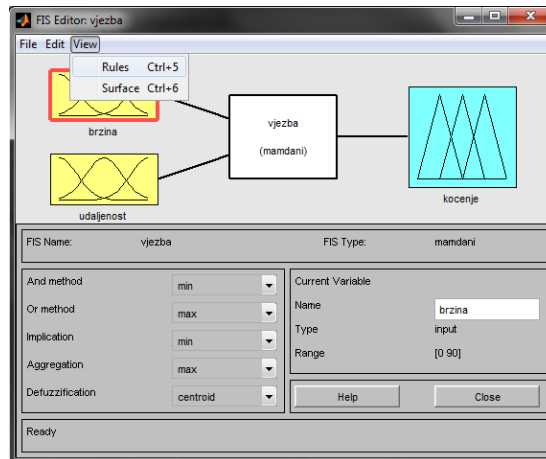 FIS Editor: vjezba
File Edit View
Rules Ctrl+5
Surface Ctrl+6
brzina
udaljenost
vjezba
(mamdani)
kocenje
FIS Name: vjezba FIS Type: mamdani
And method min
Or method max
Implication min
Aggregation max
Defuzzification centroid
Current Variable
Name brzina
Type input
Range [0 90]
Help Close
Ready